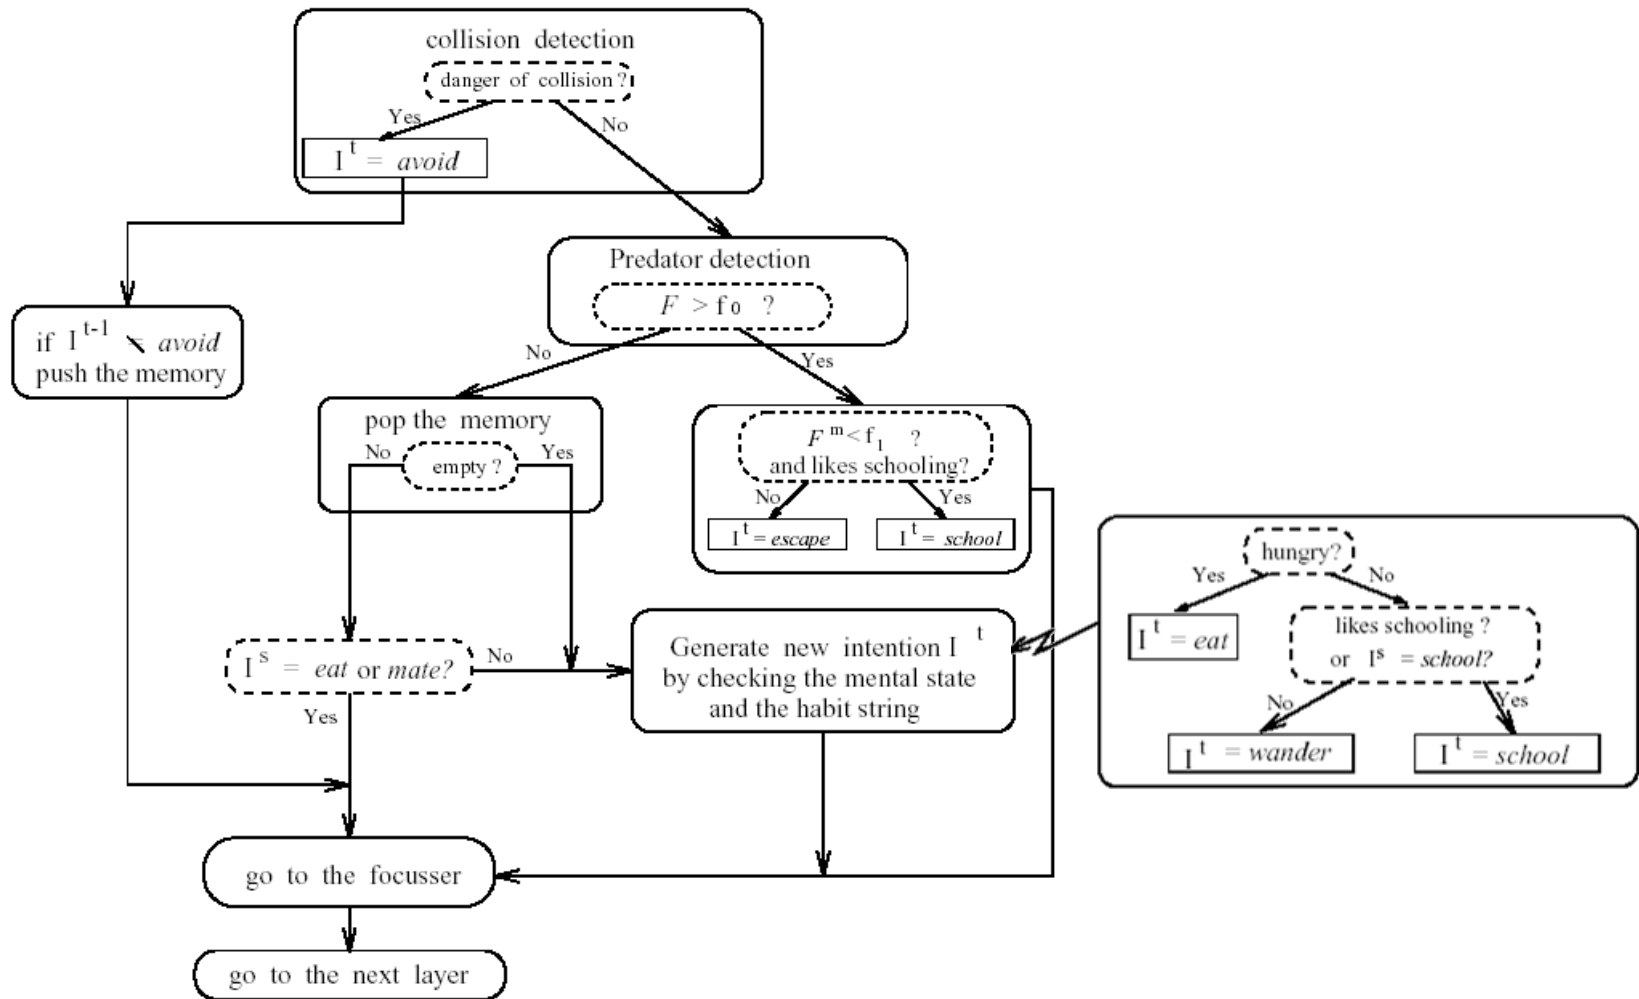 collision detection
danger of collision ?
Yes
No
I^t = avoid
Predator detection
F > f0 ?
if I^t-1 ≠ avoid
push the memory
No
Yes
pop the memory
No
empty ?
Yes
F^m < f1 ?
and likes schooling?
No
Yes
I^t = escape
I^t = school
hungry?
Yes
No
I^t = eat
likes schooling ?
or I^s = school?
No
Yes
I^t = wander
I^t = school
I^s = eat or mate?
No
Yes
Generate new intention I^t
by checking the mental state
and the habit string
go to the focusser
go to the next layer